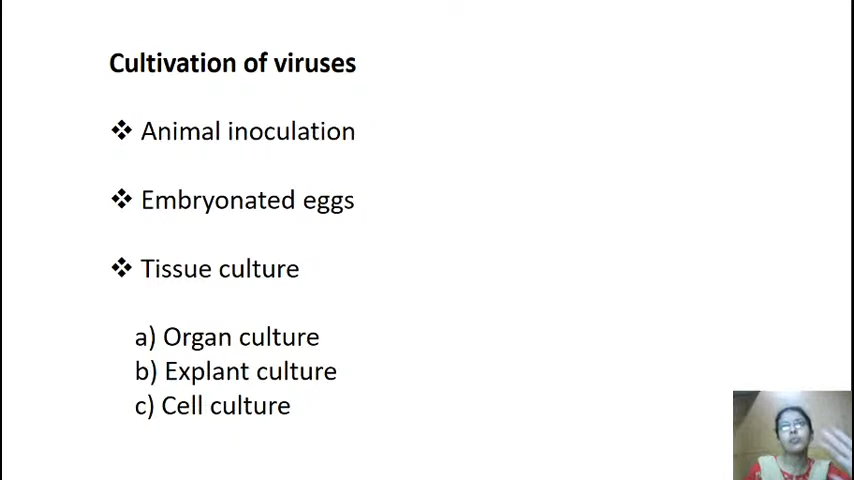 Cultivation of viruses
❖ Animal inoculation
❖ Embryonated eggs
❖ Tissue culture
a) Organ culture
b) Explant culture
c) Cell culture